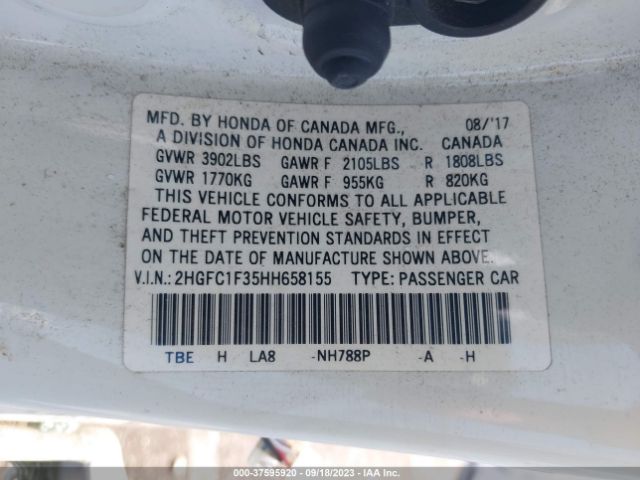 MFD. BY HONDA OF CANADA MFG., 08/'17
A DIVISION OF HONDA CANADA INC. CANADA
GVWR 3902LBS GAWR F 2105LBS R 1808LBS
GVWR 1770KG GAWR F 955KG R 820KG
THIS VEHICLE CONFORMS TO ALL APPLICABLE
FEDERAL MOTOR VEHICLE SAFETY, BUMPER,
AND THEFT PREVENTION STANDARDS IN EFFECT
ON THE DATE OF MANUFACTURE SHOWN ABOVE.
V.I.N.: 2HGFC1F35HH658155 TYPE: PASSENGER CAR
TBE H LA8 -NH788P -A -H
000-37595920 | 09/18/2023 | IAA Inc.